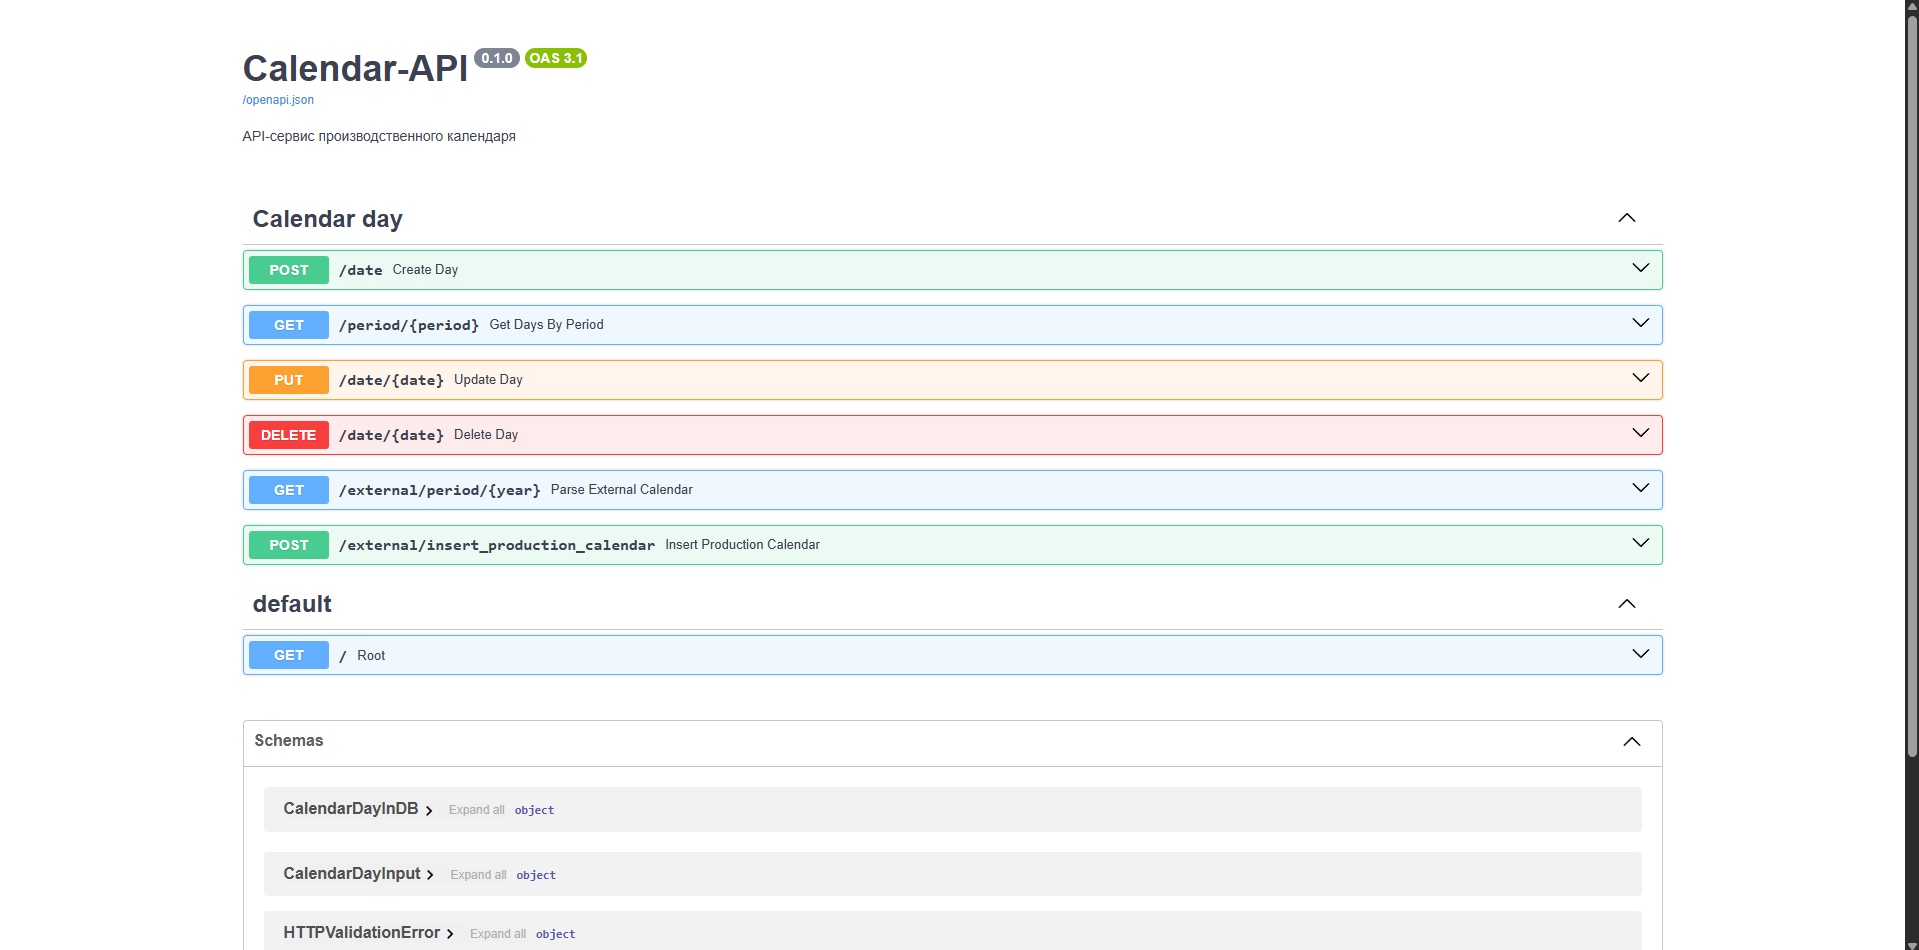 Calendar-API 0.1.0 OAS 3.1
/openapi.json
API-сервис производственного календаря
Calendar day
POST /date Create Day
GET /period/{period} Get Days By Period
PUT /date/{date} Update Day
DELETE /date/{date} Delete Day
GET /external/period/{year} Parse External Calendar
POST /external/insert_production_calendar Insert Production Calendar
default
GET / Root
Schemas
CalendarDayInDB Expand all object
CalendarDayInput Expand all object
HTTPValidationError Expand all object